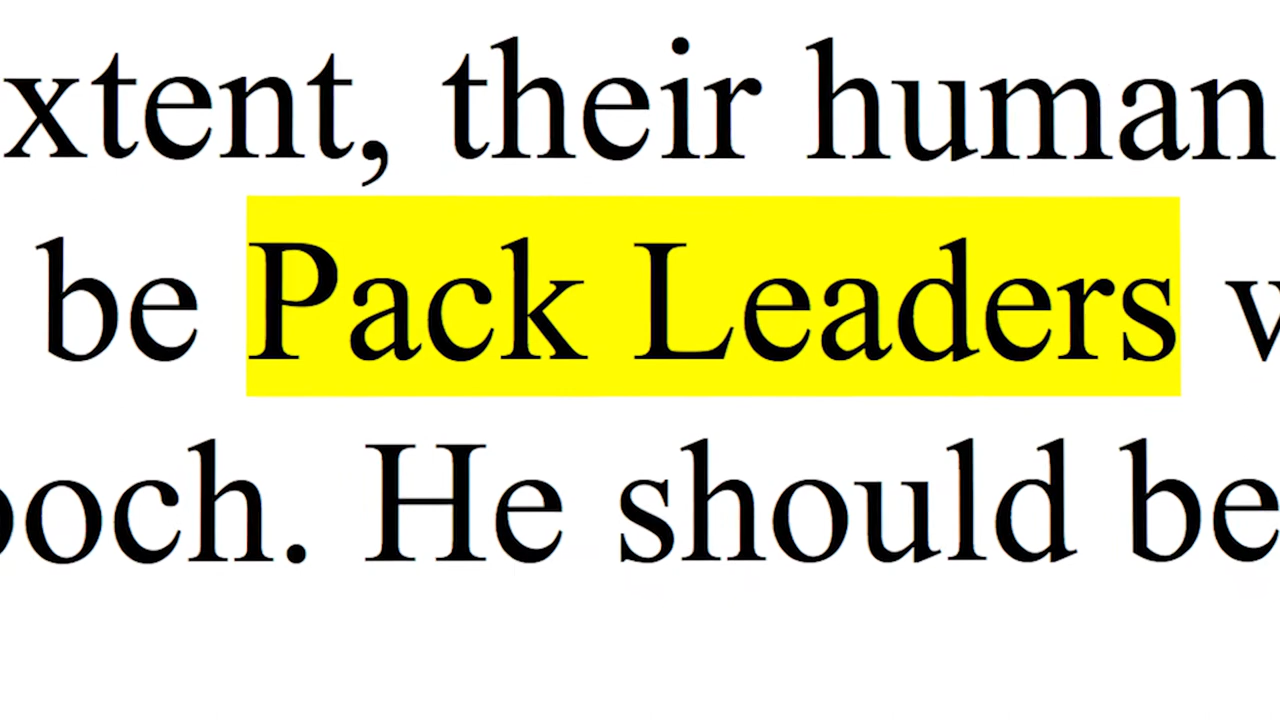 xtent, their human
be Pack Leaders
ooch. He should be